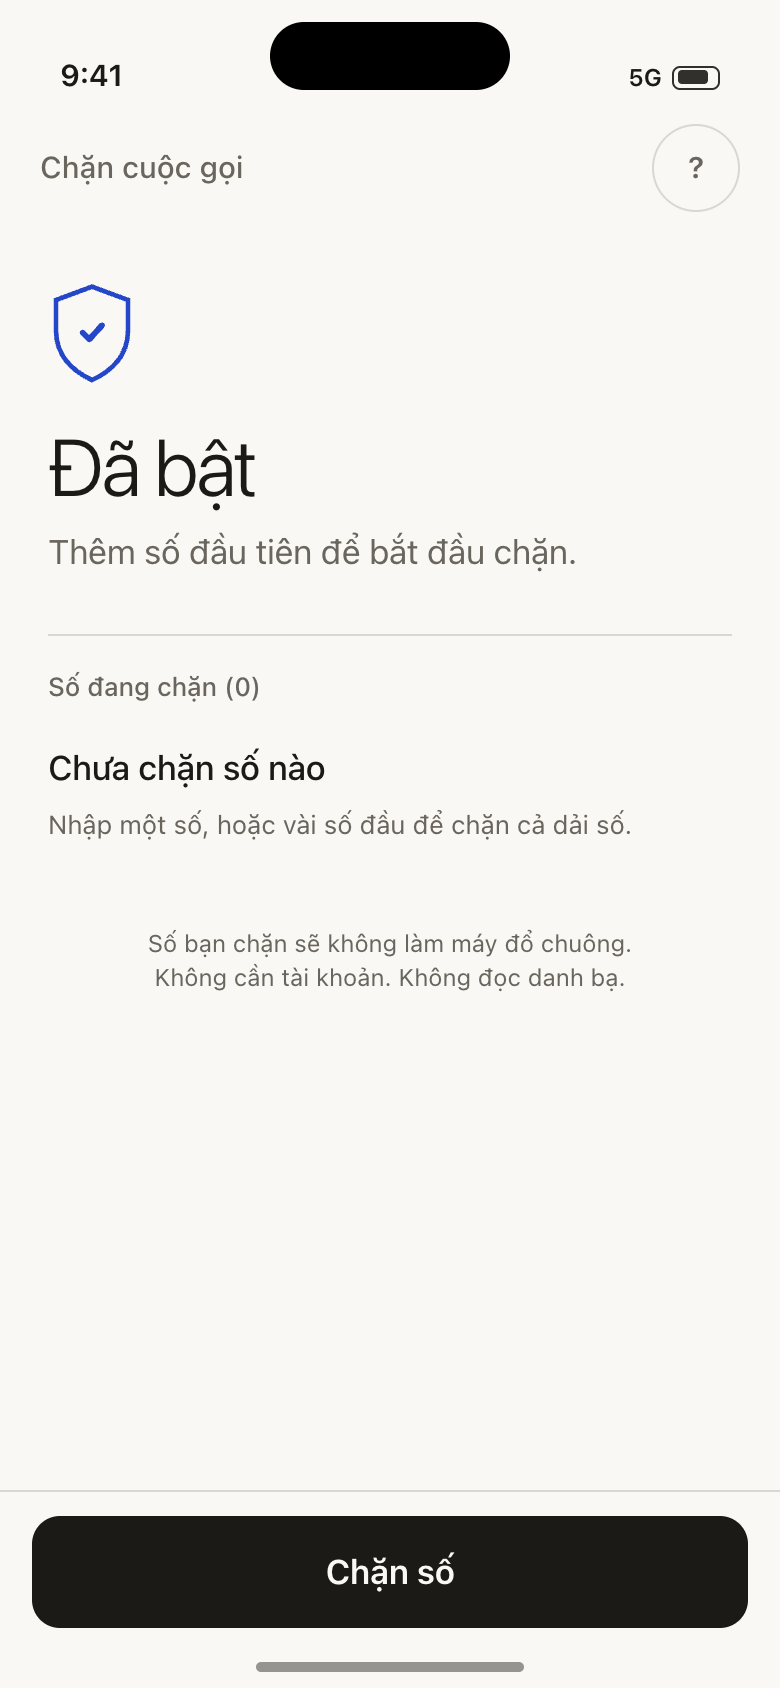 9:41
5G
Chặn cuộc gọi
?
Đã bật
Thêm số đầu tiên để bắt đầu chặn.
Số đang chặn (0)
Chưa chặn số nào
Nhập một số, hoặc vài số đầu để chặn cả dải số.
Số bạn chặn sẽ không làm máy đổ chuông.
Không cần tài khoản. Không đọc danh bạ.
Chặn số